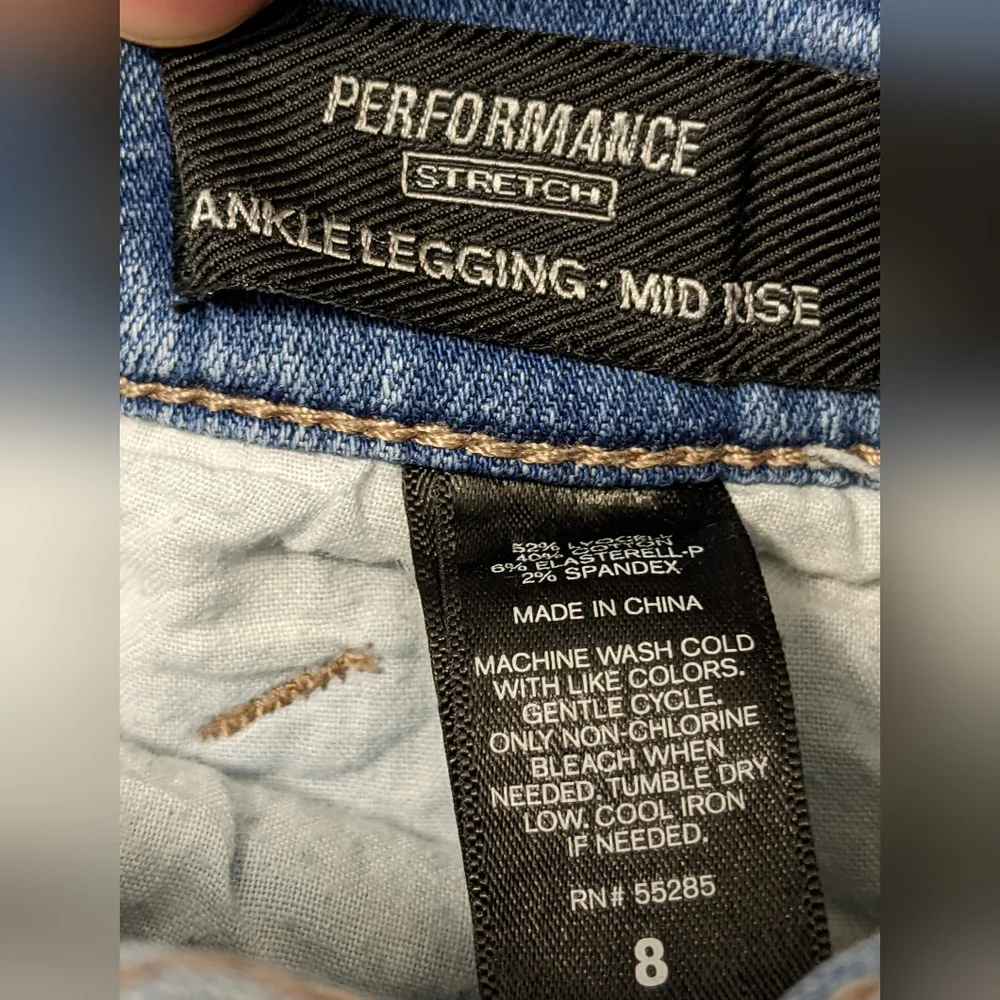 PERFORMANCE
STRETCH
ANKLE LEGGING · MID RISE
52% LYOCELL
40% COTTON
6% ELASTERELL-P
2% SPANDEX
MADE IN CHINA
MACHINE WASH COLD
WITH LIKE COLORS.
GENTLE CYCLE.
ONLY NON-CHLORINE
BLEACH WHEN
NEEDED. TUMBLE DRY
LOW. COOL IRON
IF NEEDED.
RN# 55285
8